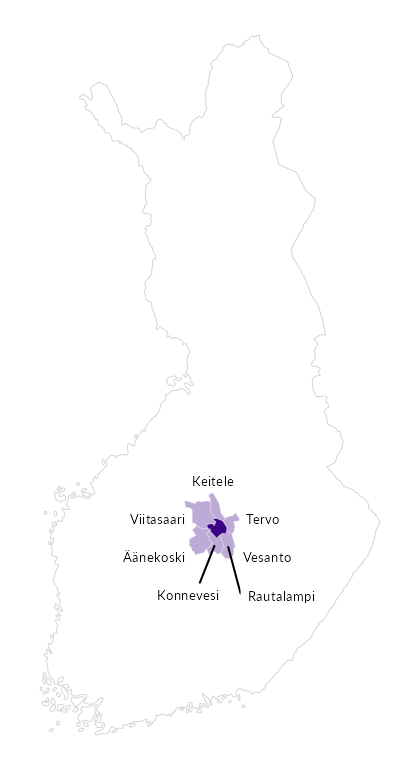 Keitele
Viitasaari
Tervo
Äänekoski
Vesanto
Konnevesi
Rautalampi